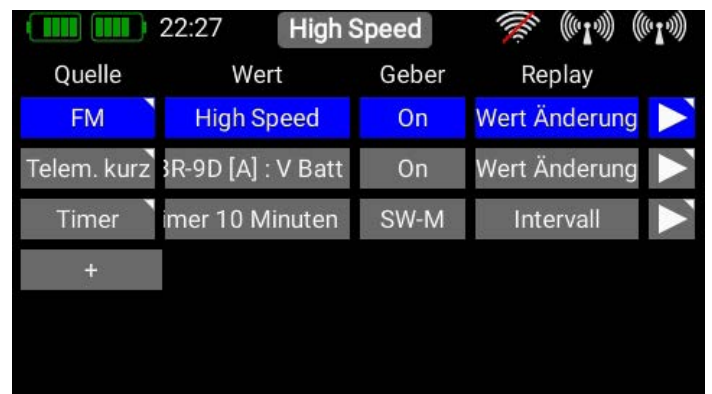 22:27 High Speed
Quelle Wert Geber Replay
FM High Speed On Wert Änderung
Telem. kurz 3R-9D [A] : V Batt On Wert Änderung
Timer imer 10 Minuten SW-M Intervall
+